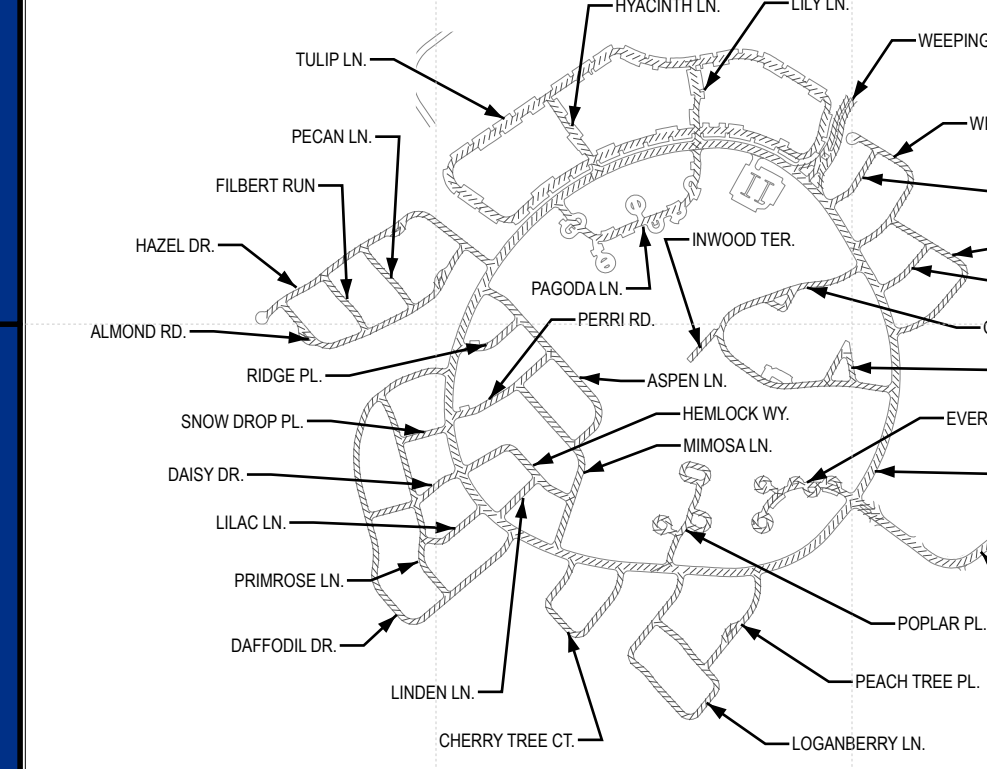 HYACINTH LN.
LILY LN.
WEEPING
TULIP LN.
PECAN LN.
FILBERT RUN
HAZEL DR.
INWOOD TER.
PAGODA LN.
PERRI RD.
ALMOND RD.
RIDGE PL.
ASPEN LN.
SNOW DROP PL.
HEMLOCK WY.
EVER
MIMOSA LN.
DAISY DR.
LILAC LN.
PRIMROSE LN.
POPLAR PL.
DAFFODIL DR.
PEACH TREE PL.
LINDEN LN.
CHERRY TREE CT.
LOGANBERRY LN.